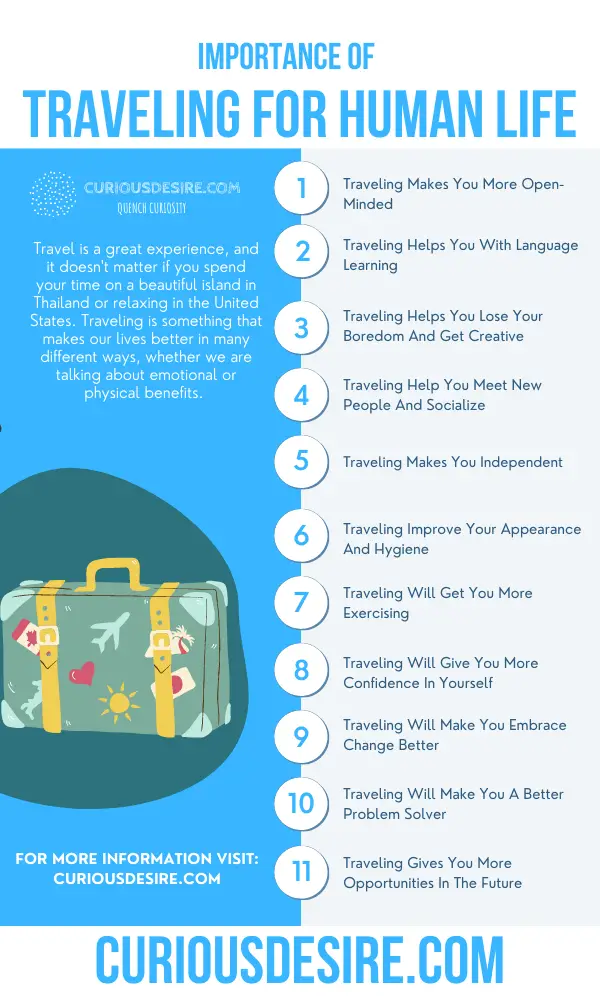 IMPORTANCE OF
TRAVELING FOR HUMAN LIFE
CURIOUSDESIRE.COM
QUENCH CURIOSITY
Travel is a great experience, and
it doesn't matter if you spend
your time on a beautiful island in
Thailand or relaxing in the United
States. Traveling is something that
makes our lives better in many
different ways, whether we are
talking about emotional or
physical benefits.
1
Traveling Makes You More Open-
Minded
2
Traveling Helps You With Language
Learning
3
Traveling Helps You Lose Your
Boredom And Get Creative
4
Traveling Help You Meet New
People And Socialize
5
Traveling Makes You Independent
6
Traveling Improve Your Appearance
And Hygiene
7
Traveling Will Get You More
Exercising
8
Traveling Will Give You More
Confidence In Yourself
9
Traveling Will Make You Embrace
Change Better
10
Traveling Will Make You A Better
Problem Solver
11
Traveling Gives You More
Opportunities In The Future
FOR MORE INFORMATION VISIT:
CURIOUSDESIRE.COM
CURIOUSDESIRE.COM